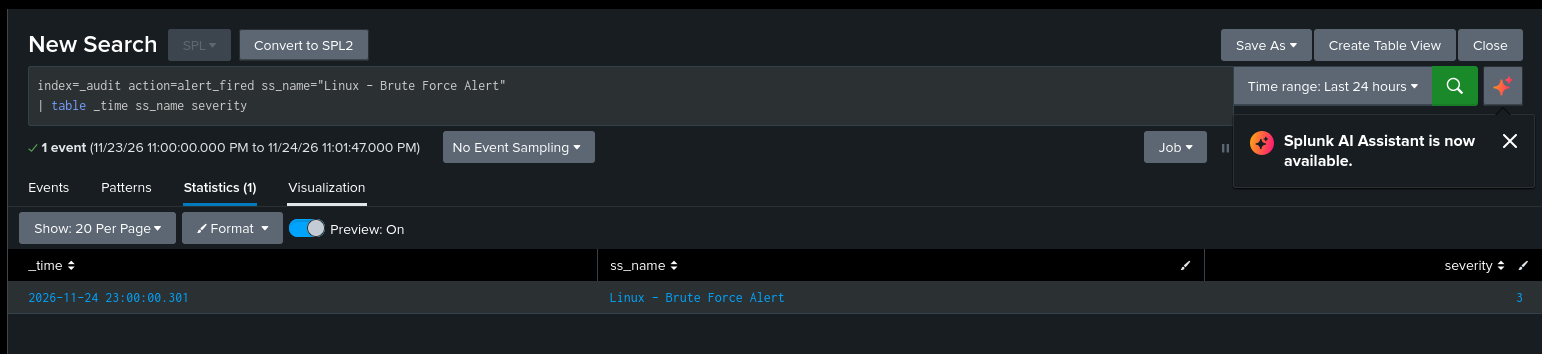 New Search SPL Convert to SPL2 Save As Create Table View Close
index=_audit action=alert_fired ss_name="Linux - Brute Force Alert"
| table _time ss_name severity
Time range: Last 24 hours
1 event (11/23/26 11:00:00.000 PM to 11/24/26 11:01:47.000 PM) No Event Sampling Job
Splunk AI Assistant is now
available.
Events Patterns Statistics (1) Visualization
Show: 20 Per Page Format Preview: On
_time ss_name severity
2026-11-24 23:00:00.301 Linux - Brute Force Alert 3